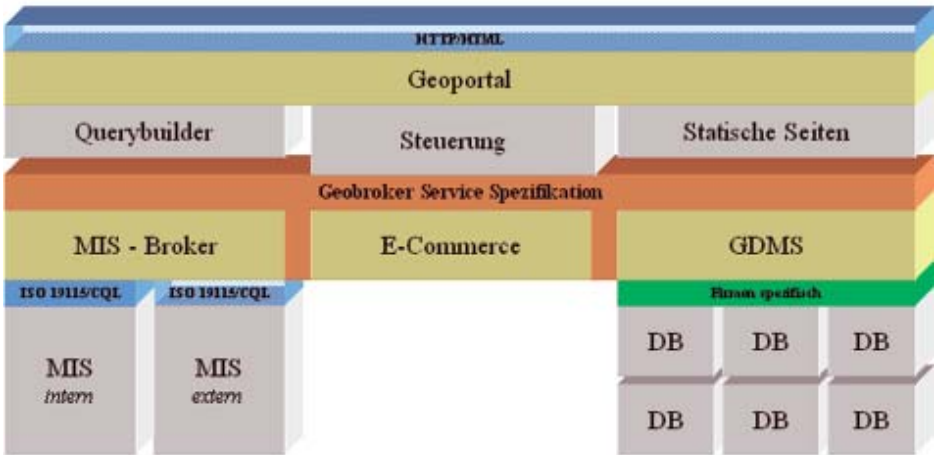 HTTP/HTML
Geoportal
Querybuilder
Steuerung
Statische Seiten
Geobroker Service Spezifikation
MIS - Broker
E-Commerce
GDMS
ISO 19115/CQL
ISO 19115/CQL
Firmen spezifisch
MIS
intern
MIS
extern
DB
DB
DB
DB
DB
DB